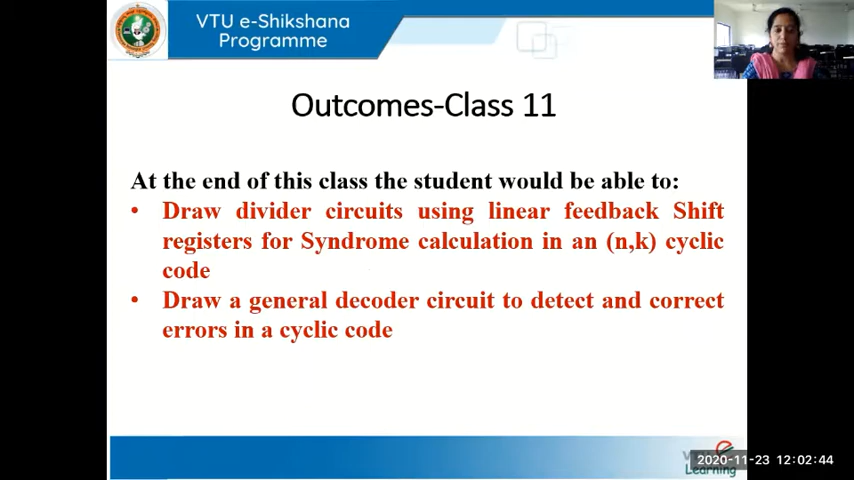 VTU e-Shikshana
Programme
Outcomes-Class 11
At the end of this class the student would be able to:
• Draw divider circuits using linear feedback Shift
registers for Syndrome calculation in an (n,k) cyclic
code
• Draw a general decoder circuit to detect and correct
errors in a cyclic code
2020-11-23 12:02:44
Learning